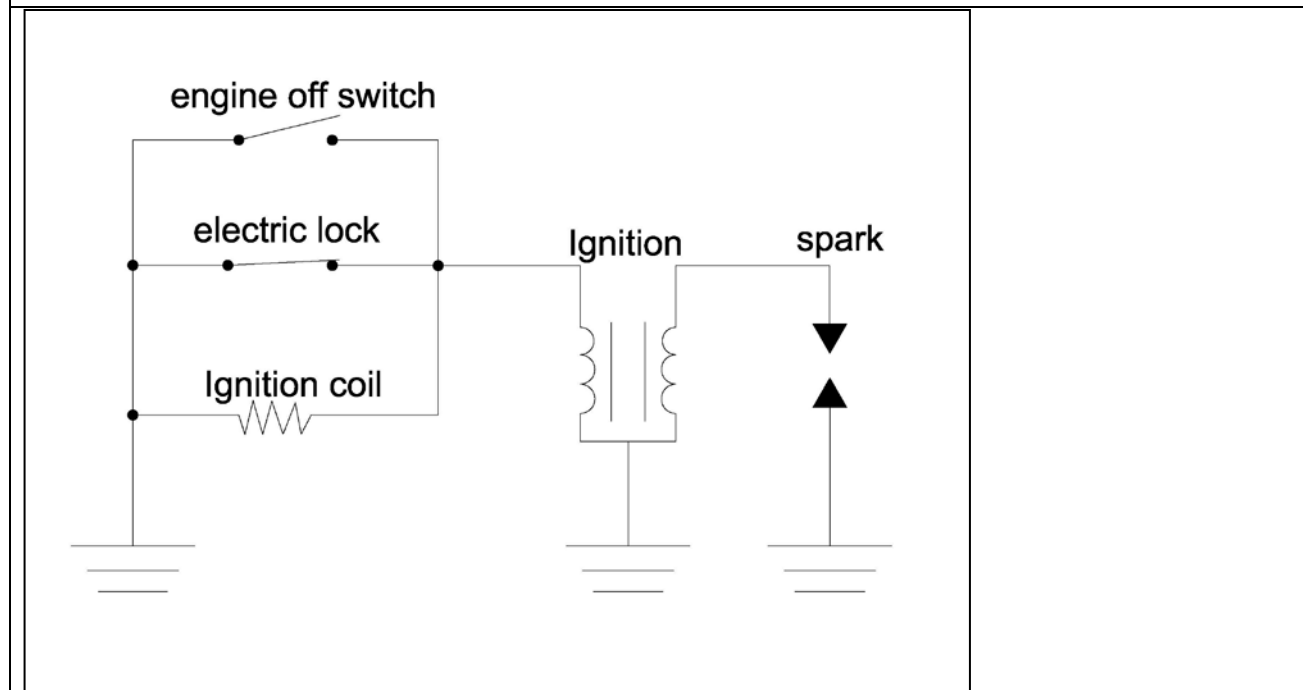 engine off switch
electric lock
Ignition
spark
Ignition coil